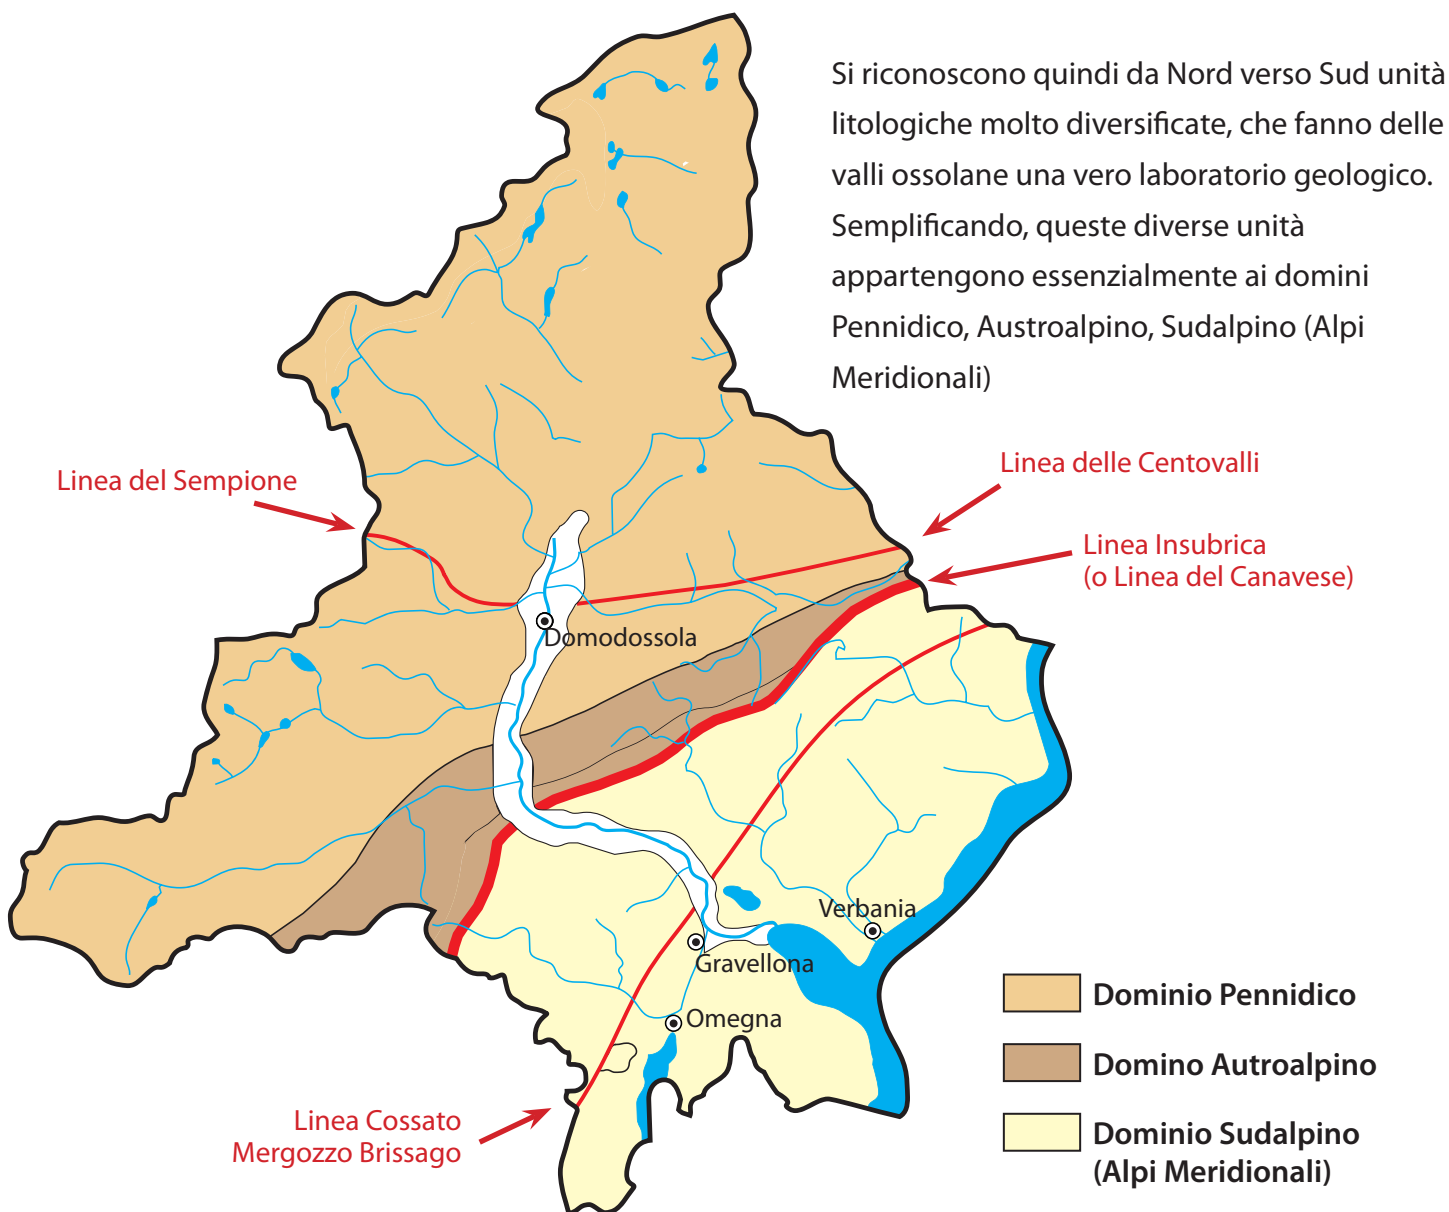 Si riconoscono quindi da Nord verso Sud unità
litologiche molto diversificate, che fanno delle
valli ossolane una vero laboratorio geologico.
Semplificando, queste diverse unità
appartengono essenzialmente ai domini
Pennidico, Austroalpino, Sudalpino (Alpi
Meridionali)
Linea del Sempione
Linea delle Centovalli
Linea Insubrica
(o Linea del Canavese)
Domodossola
Verbania
Gravellona
Omegna
Linea Cossato
Mergozzo Brissago
Dominio Pennidico
Domino Autroalpino
Dominio Sudalpino
(Alpi Meridionali)